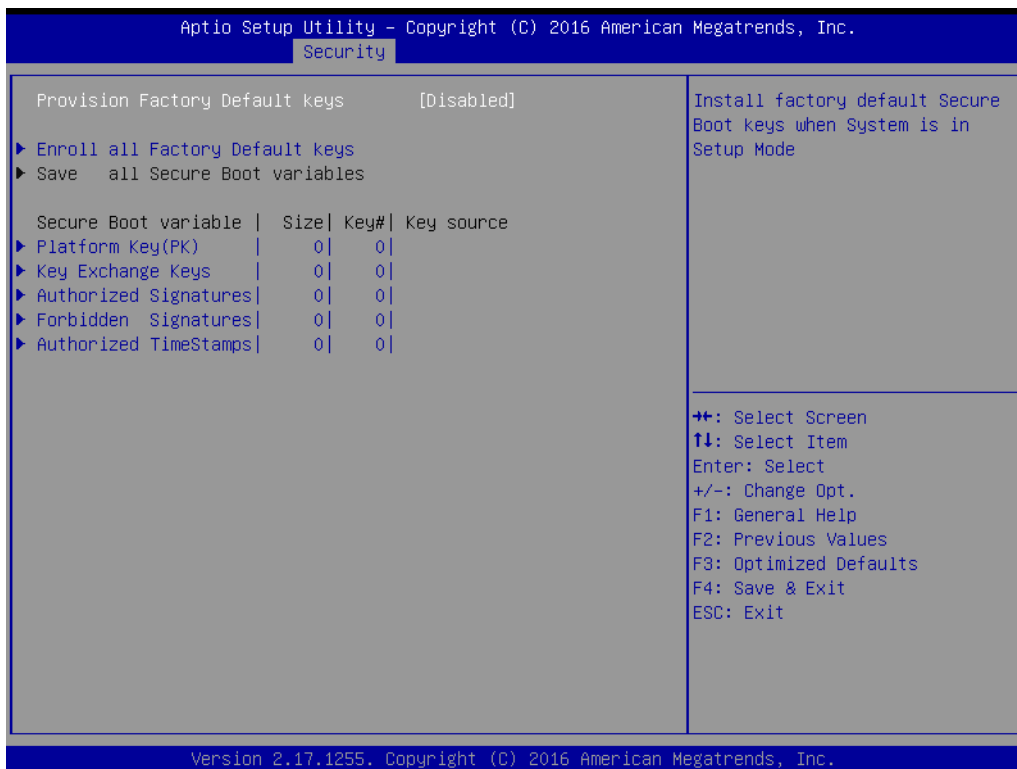 Aptio Setup Utility – Copyright (C) 2016 American Megatrends, Inc.
Security
Provision Factory Default keys [Disabled]
▶ Enroll all Factory Default keys
▶ Save all Secure Boot variables
Secure Boot variable | Size| Key#| Key source
▶ Platform Key(PK) | 0| 0|
▶ Key Exchange Keys | 0| 0|
▶ Authorized Signatures| 0| 0|
▶ Forbidden Signatures| 0| 0|
▶ Authorized TimeStamps| 0| 0|
Install factory default Secure
Boot keys when System is in
Setup Mode
→←: Select Screen
↑↓: Select Item
Enter: Select
+/-: Change Opt.
F1: General Help
F2: Previous Values
F3: Optimized Defaults
F4: Save & Exit
ESC: Exit
Version 2.17.1255. Copyright (C) 2016 American Megatrends, Inc.